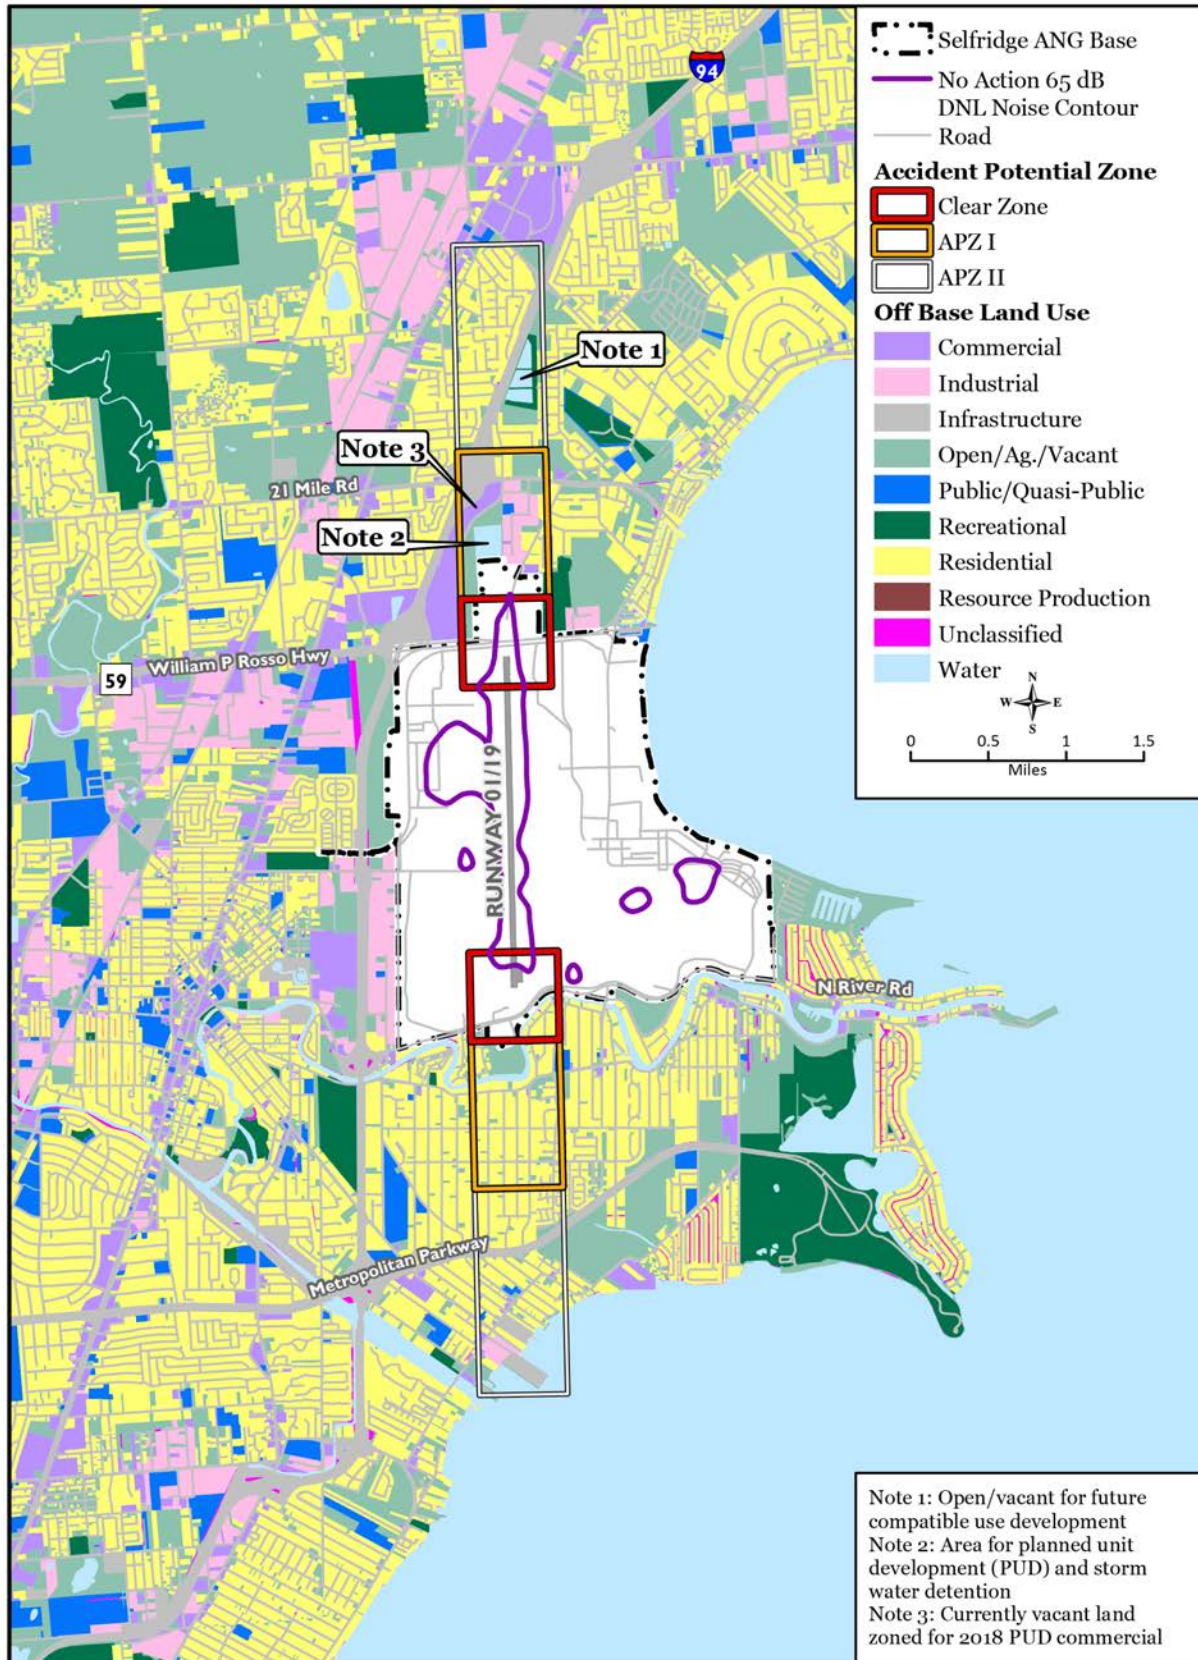 94
Note 1
Note 3
21 Mile Rd
Note 2
William P Rosso Hwy
59
RUNWAY 01/19
N River Rd
Metropolitan Parkway
Selfridge ANG Base
No Action 65 dB
DNL Noise Contour
Road
Accident Potential Zone
Clear Zone
APZ I
APZ II
Off Base Land Use
Commercial
Industrial
Infrastructure
Open/Ag./Vacant
Public/Quasi-Public
Recreational
Residential
Resource Production
Unclassified
Water
N
W E
S
0 0.5 1 1.5
Miles
Note 1: Open/vacant for future
compatible use development
Note 2: Area for planned unit
development (PUD) and storm
water detention
Note 3: Currently vacant land
zoned for 2018 PUD commercial